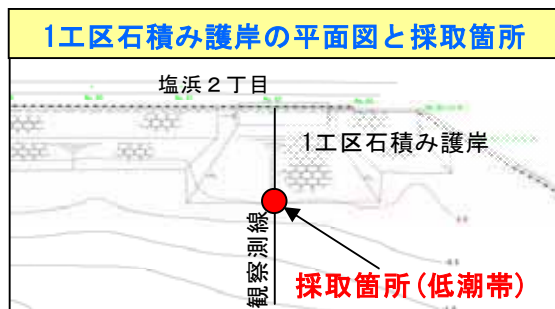 1工区石積み護岸の平面図と採取箇所
塩浜２丁目
1工区石積み護岸
観察測線
採取箇所(低潮帯)